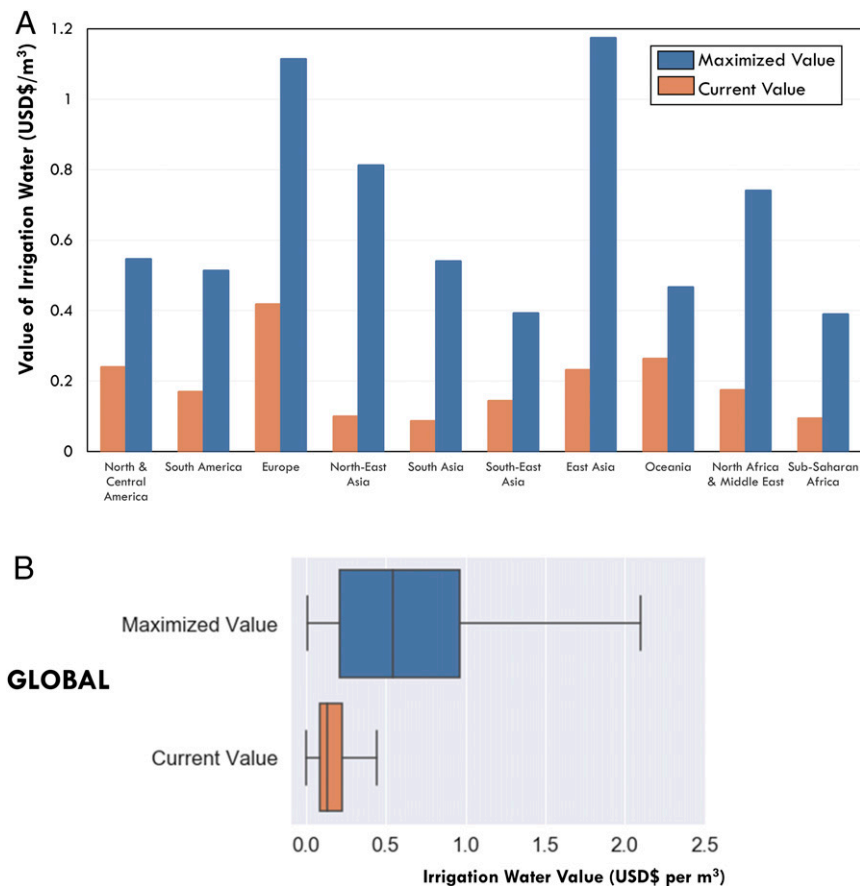 A
Value of Irrigation Water (USD$/m³)
1.2
1
0.8
0.6
0.4
0.2
0
Maximized Value
Current Value
North &
Central
America
South America
Europe
North-East
Asia
South Asia
South-East
Asia
East Asia
Oceania
North Africa
& Middle East
Sub-Saharan
Africa
B
GLOBAL
Maximized Value
Current Value
0.0 0.5 1.0 1.5 2.0 2.5
Irrigation Water Value (USD$ per m³)